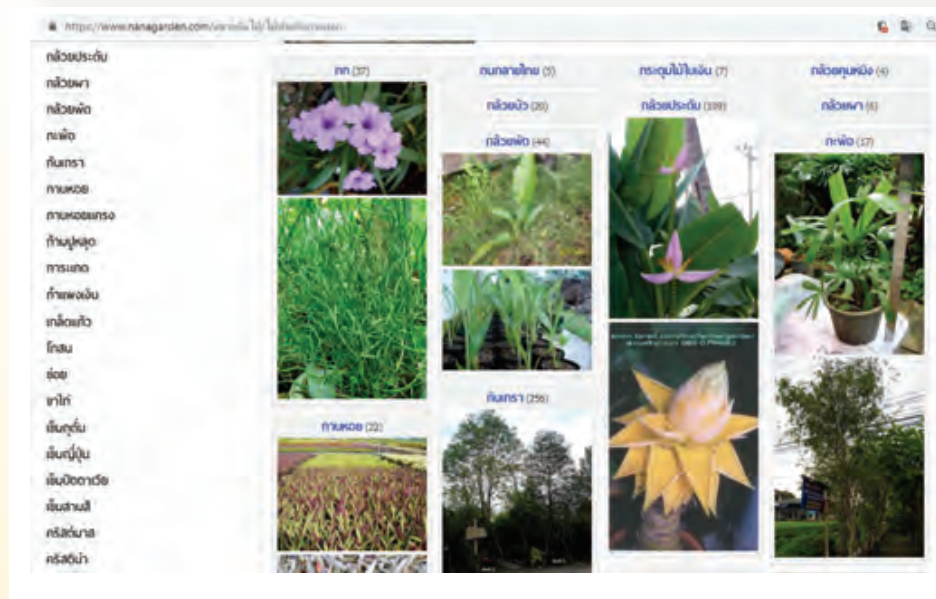 https://www.nanagarden.com/
กล้วยประดับ
กล้วยผา
กล้วยพัด
กะพ้อ
กันเกรา
กาบหอย
กาบหอยแครง
ก้ามปูหลุด
การะเกด
กำแพงเงิน
เกล็ดแก้ว
โกสน
ข่อย
ขาไก่
เข็มกุดั่น
เข็มญี่ปุ่น
เข็มปัตตาเวีย
เข็มสามสี
คริสต์มาส
คริสติน่า
กก (37)
กนกลายไทย (5)
กระดุมไม้ใบเงิน (7)
กล้วยคุนหมิง (4)
กล้วยบัว (20)
กล้วยประดับ (109)
กล้วยผา (6)
กล้วยพัด (44)
กะพ้อ (17)
กันเกรา (256)
กาบหอย (22)